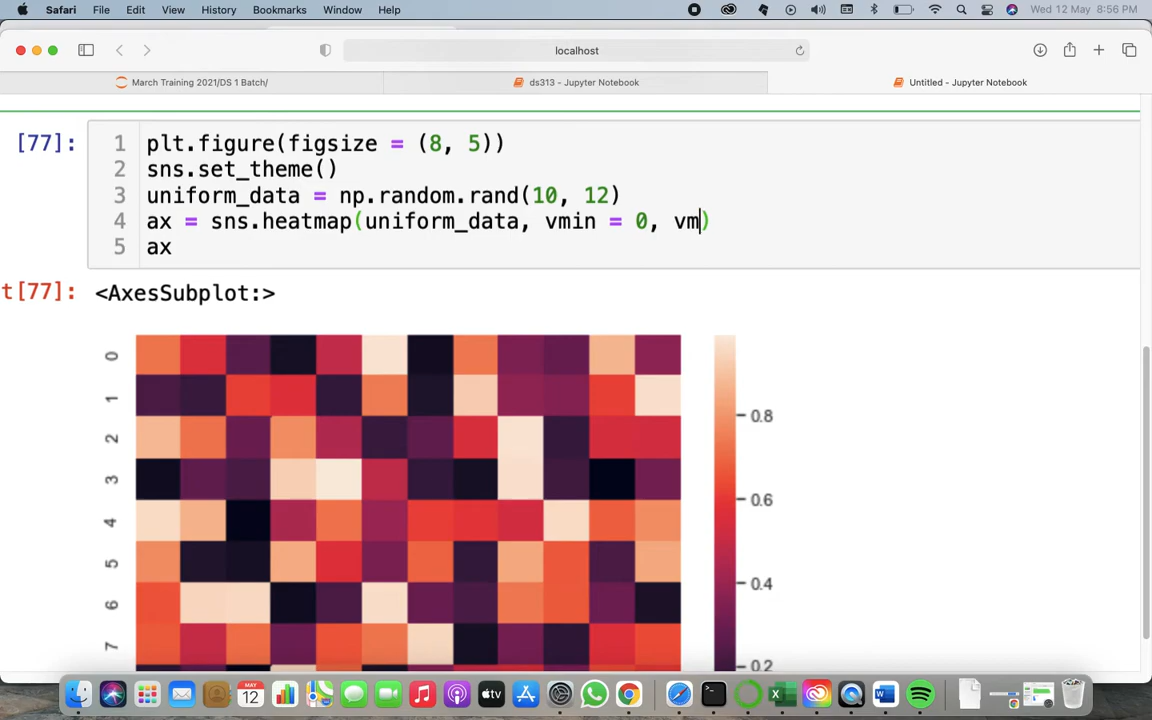 Safari File Edit View History Bookmarks Window Help Wed 12 May 8:56 PM
localhost
March Training 2021/DS 1 Batch/ ds313 - Jupyter Notebook Untitled - Jupyter Notebook
[77]:
1 plt.figure(figsize = (8, 5))
2 sns.set_theme()
3 uniform_data = np.random.rand(10, 12)
4 ax = sns.heatmap(uniform_data, vmin = 0, vm)
5 ax
t[77]: <AxesSubplot:>
0
1
2
3
4
5
6
7
0.8
0.6
0.4
0.2
MAY
12
tv